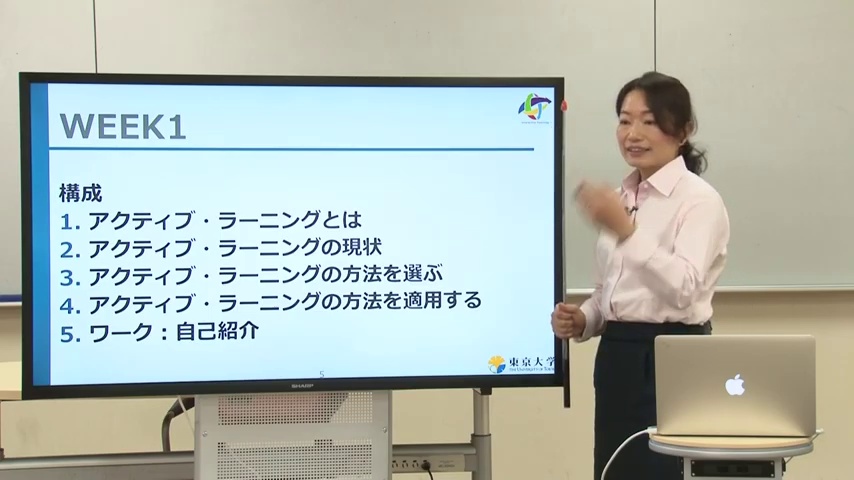 WEEK1
構成
1. アクティブ・ラーニングとは
2. アクティブ・ラーニングの現状
3. アクティブ・ラーニングの方法を選ぶ
4. アクティブ・ラーニングの方法を適用する
5. ワーク：自己紹介
5
東京大学
SHARP